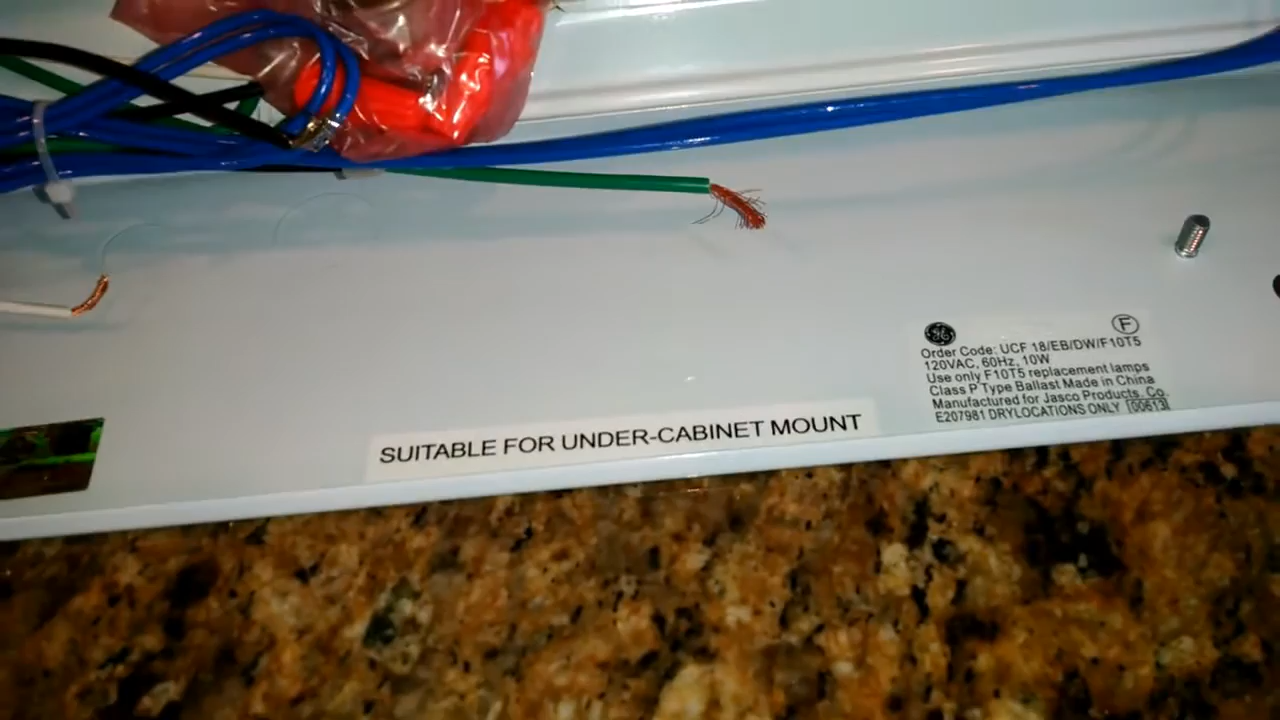 F
Order Code: UCF 18/EB/DW/F10T5
120VAC, 60Hz, 10W
Use only F10T5 replacement lamps
Class P Type Ballast Made in China
Manufactured for Jasco Products. Co.
E207981 DRYLOCATIONS ONLY 00613
SUITABLE FOR UNDER-CABINET MOUNT